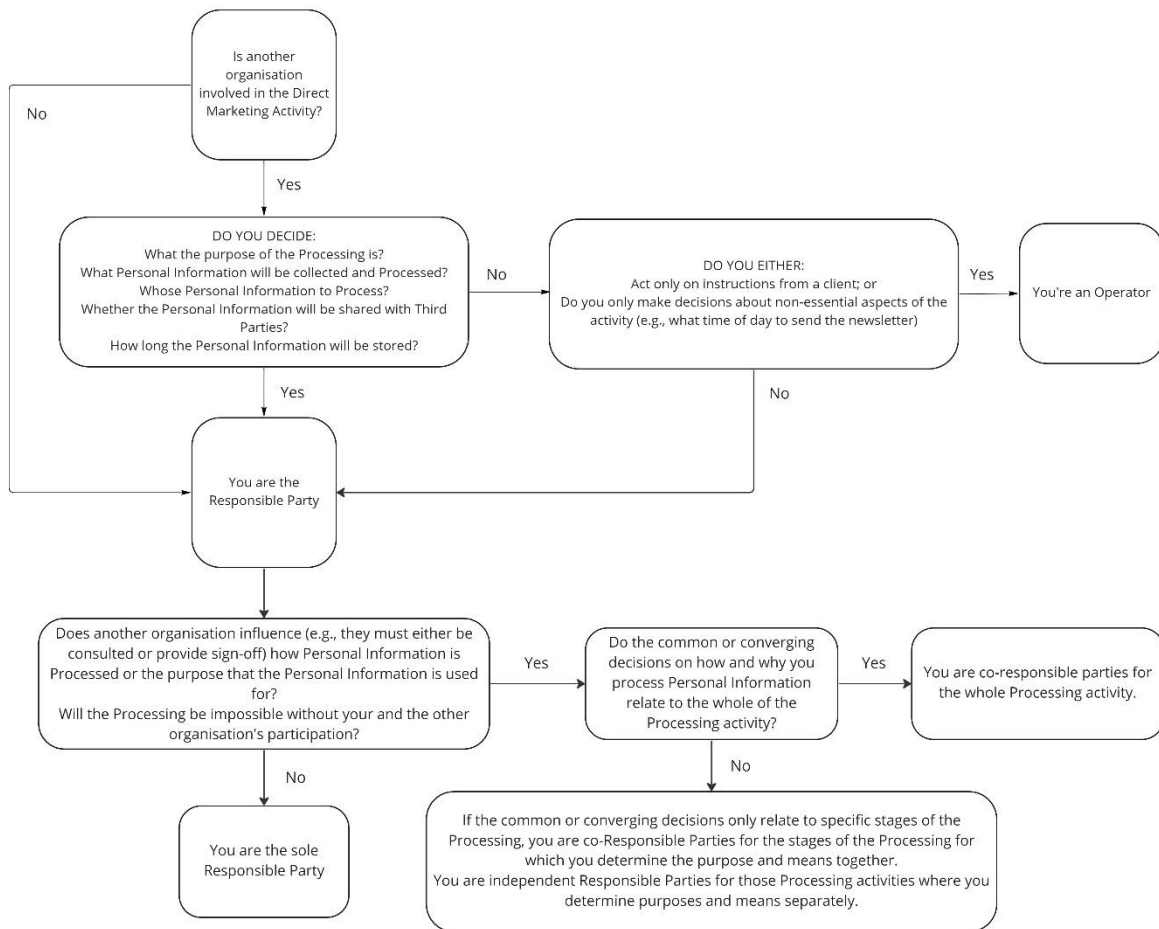 Is another
organisation
involved in the Direct
Marketing Activity?
No
Yes
DO YOU DECIDE:
What the purpose of the Processing is?
What Personal Information will be collected and Processed?
Whose Personal Information to Process?
Whether the Personal Information will be shared with Third
Parties?
How long the Personal Information will be stored?
No
DO YOU EITHER:
Act only on instructions from a client; or
Do you only make decisions about non-essential aspects of the
activity (e.g., what time of day to send the newsletter)
Yes
You're an Operator
Yes
No
You are the
Responsible Party
Does another organisation influence (e.g., they must either be
consulted or provide sign-off) how Personal Information is
Processed or the purpose that the Personal Information is used
for?
Will the Processing be impossible without your and the other
organisation's participation?
Yes
Do the common or converging
decisions on how and why you
process Personal Information
relate to the whole of the
Processing activity?
Yes
You are co-responsible parties for
the whole Processing activity.
No
No
You are the sole
Responsible Party
If the common or converging decisions only relate to specific stages of the
Processing, you are co-Responsible Parties for the stages of the Processing for
which you determine the purpose and means together.
You are independent Responsible Parties for those Processing activities where you
determine purposes and means separately.